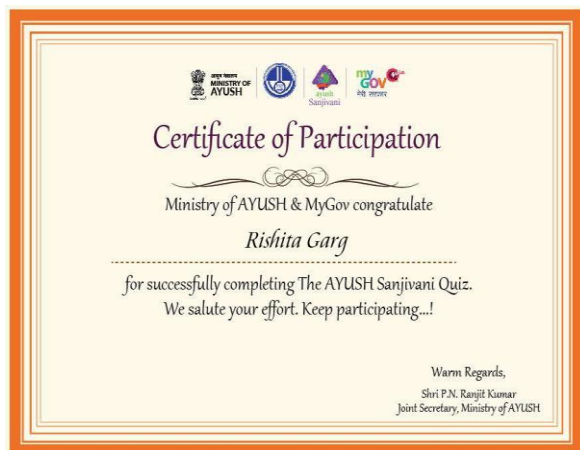 आयुष मंत्रालय
MINISTRY OF
AYUSH
ayush
Sanjivani
my
GOV
मेरी सरकार
Certificate of Participation
Ministry of AYUSH & MyGov congratulate
Rishita Garg
for successfully completing The AYUSH Sanjivani Quiz.
We salute your effort. Keep participating...!
Warm Regards,
Shri P.N. Ranjit Kumar
Joint Secretary, Ministry of AYUSH